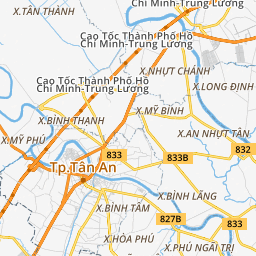 Chí Minh-Trung Lương
X.TÂN THÀNH
Cao Tốc Thành Phố Hồ
Chí Minh-Trung Lương
X.NHỰT CHÁNH
Cao Tốc Thành Phố Hồ
Chí Minh-Trung Lương
X.LONG ĐỊNH
X.MỸ BÌNH
X.BÌNH THẠNH
X.AN NHỰT TÂN
X.MỸ PHÚ
832
833
833B
Tp.Tân An
X.BÌNH LÃNG
X.BÌNH TÂM
827B
833
X.HÒA PHÚ
X.PHÚ NGÃI TRỊ